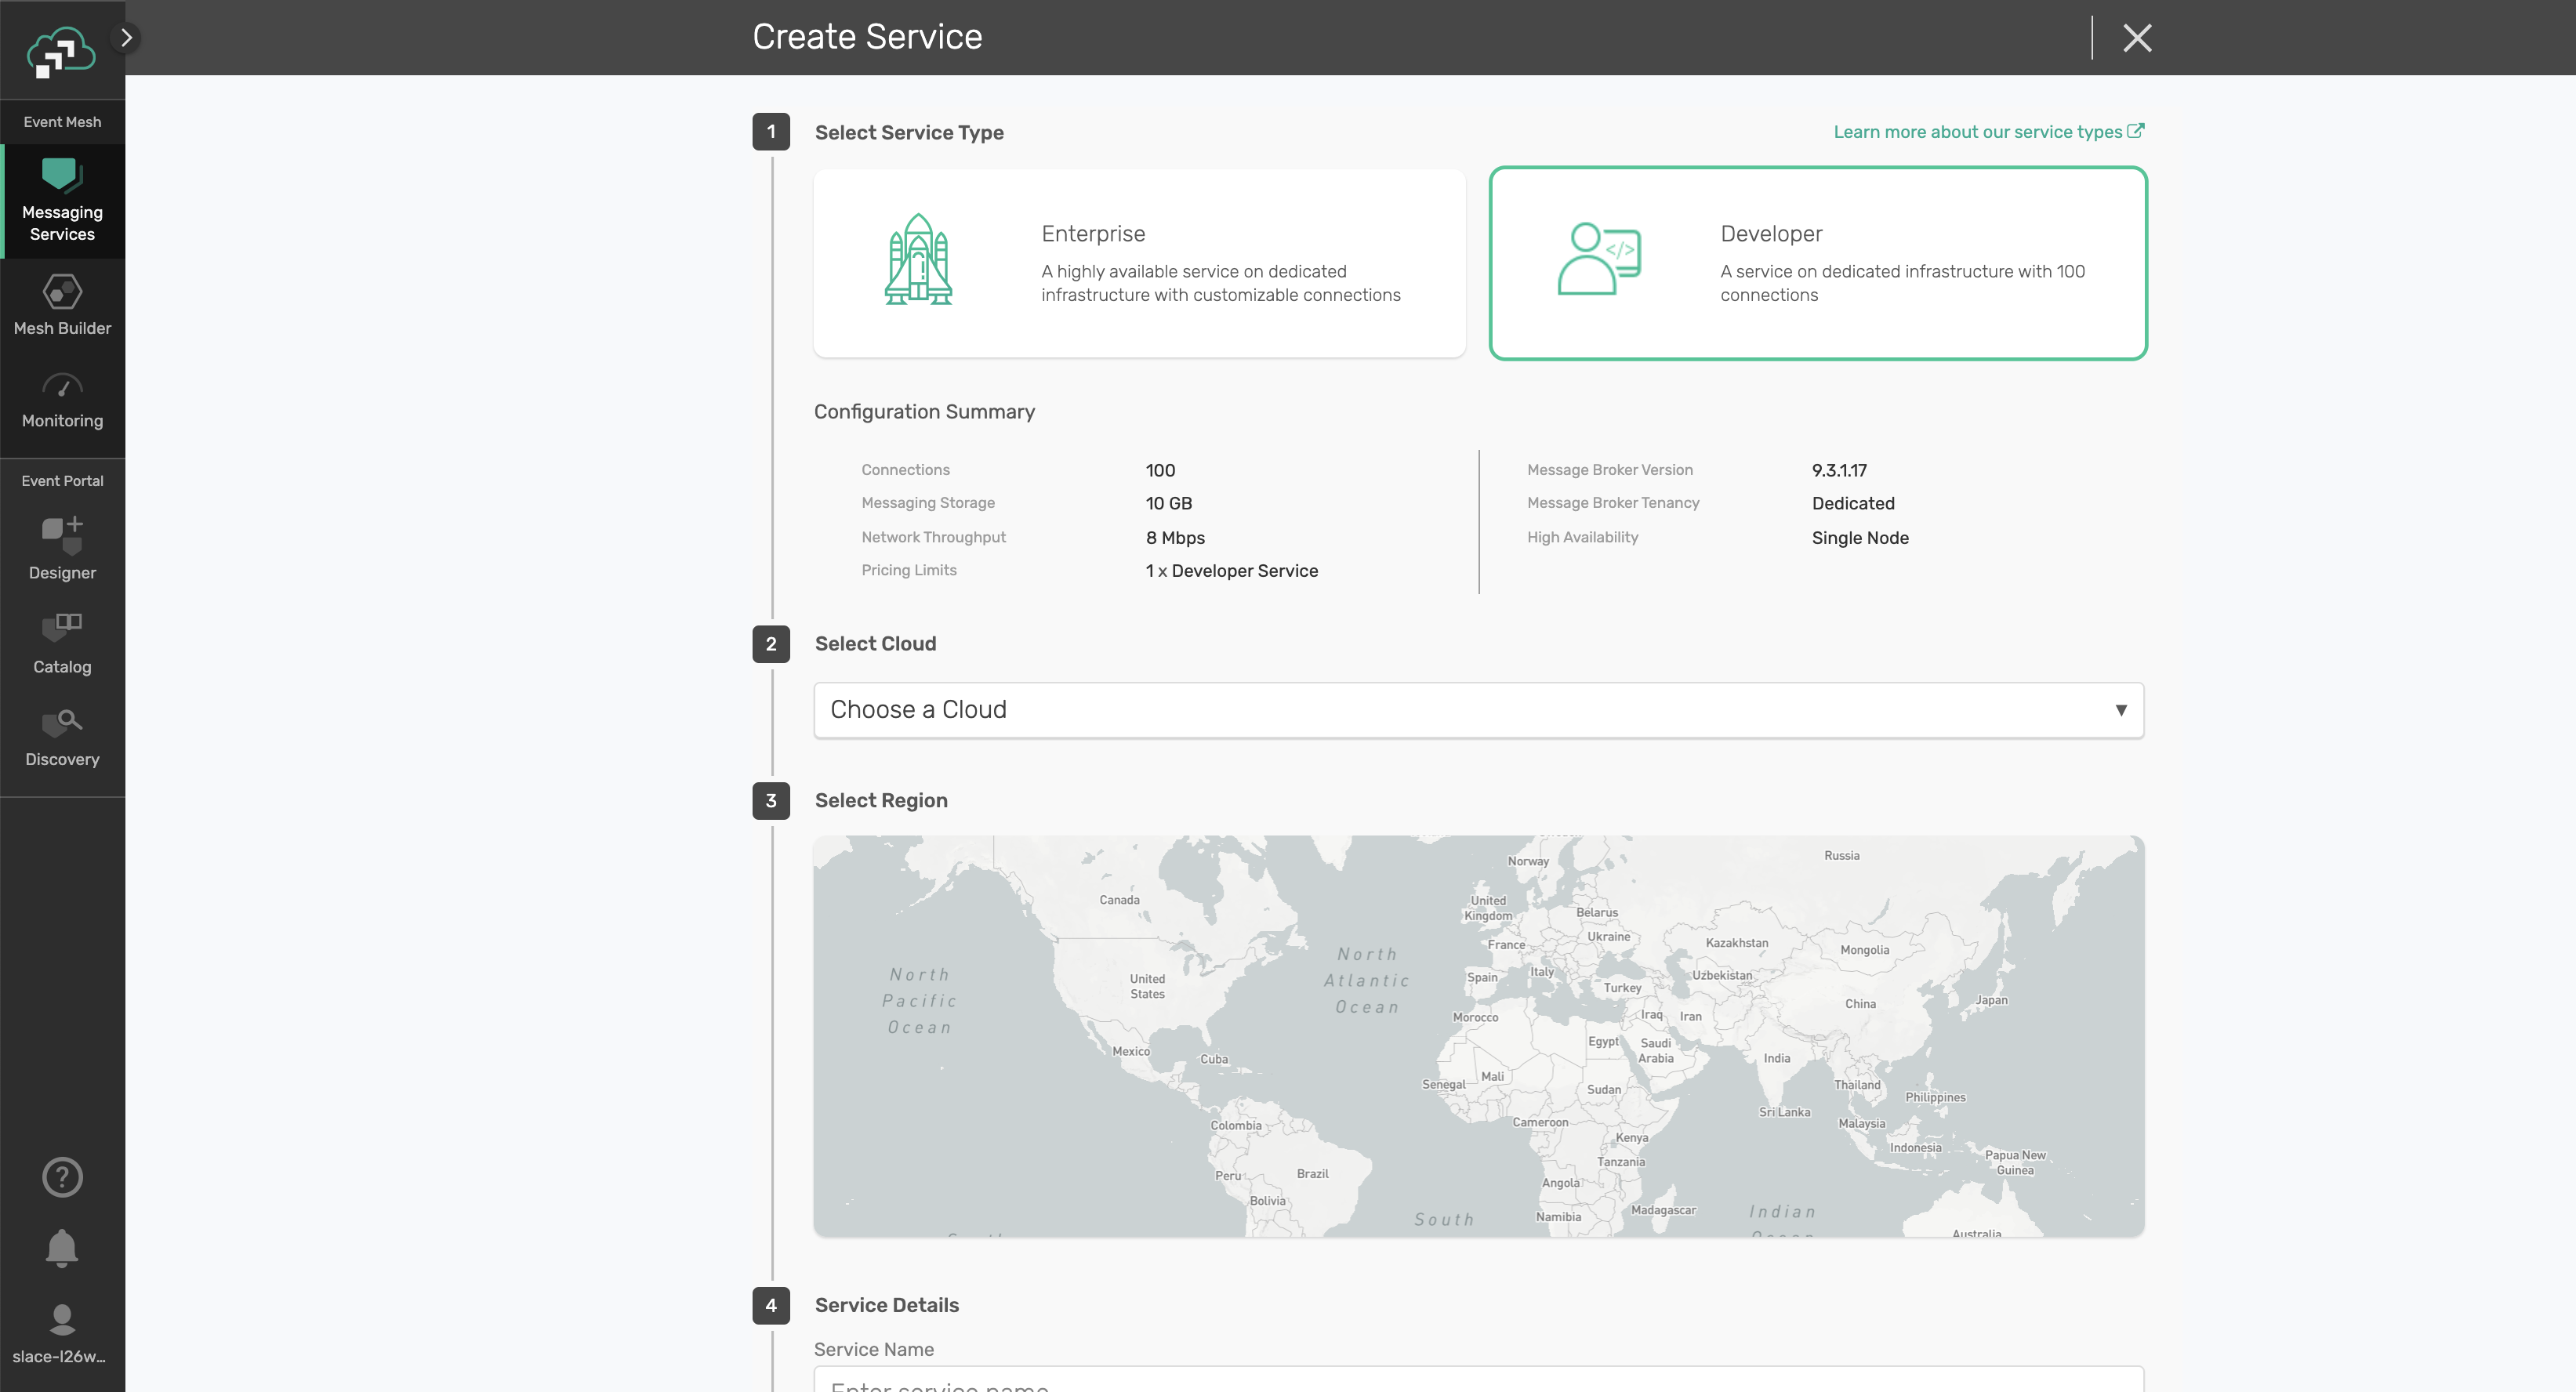 Create Service
Event Mesh
Messaging
Services
Mesh Builder
Monitoring
Event Portal
Designer
Catalog
Discovery
?
slace-l26w...
1
Select Service Type
Learn more about our service types
Enterprise
A highly available service on dedicated
infrastructure with customizable connections
</>
Developer
A service on dedicated infrastructure with 100
connections
Configuration Summary
Connections 100
Messaging Storage 10 GB
Network Throughput 8 Mbps
Pricing Limits 1 x Developer Service
Message Broker Version 9.3.1.17
Message Broker Tenancy Dedicated
High Availability Single Node
2
Select Cloud
Choose a Cloud
3
Select Region
Norway
Russia
Canada
United
Kingdom
Belarus
Ukraine
France
Kazakhstan
Mongolia
North
Atlantic
Ocean
North
Pacific
Ocean
United
States
Spain
Italy
Uzbekistan
Turkey
China
Japan
Morocco
Iraq
Iran
Mexico
Cuba
Egypt
Saudi
Arabia
India
Senegal
Mali
Sudan
Thailand
Philippines
Sri Lanka
Colombia
Cameroon
Malaysia
Kenya
Indonesia
Papua New
Guinea
Tanzania
Peru
Brazil
Angola
Bolivia
Madagascar
Namibia
South
Indian
Ocean
Australia
4
Service Details
Service Name
Enter service name